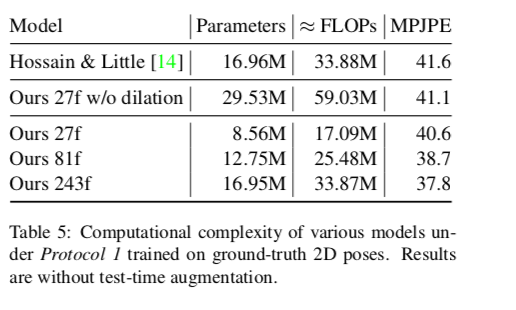 Model Parameters ≈ FLOPs MPJPE
Hossain & Little [14] 16.96M 33.88M 41.6
Ours 27f w/o dilation 29.53M 59.03M 41.1
Ours 27f 8.56M 17.09M 40.6
Ours 81f 12.75M 25.48M 38.7
Ours 243f 16.95M 33.87M 37.8
Table 5: Computational complexity of various models un-
der Protocol 1 trained on ground-truth 2D poses. Results
are without test-time augmentation.